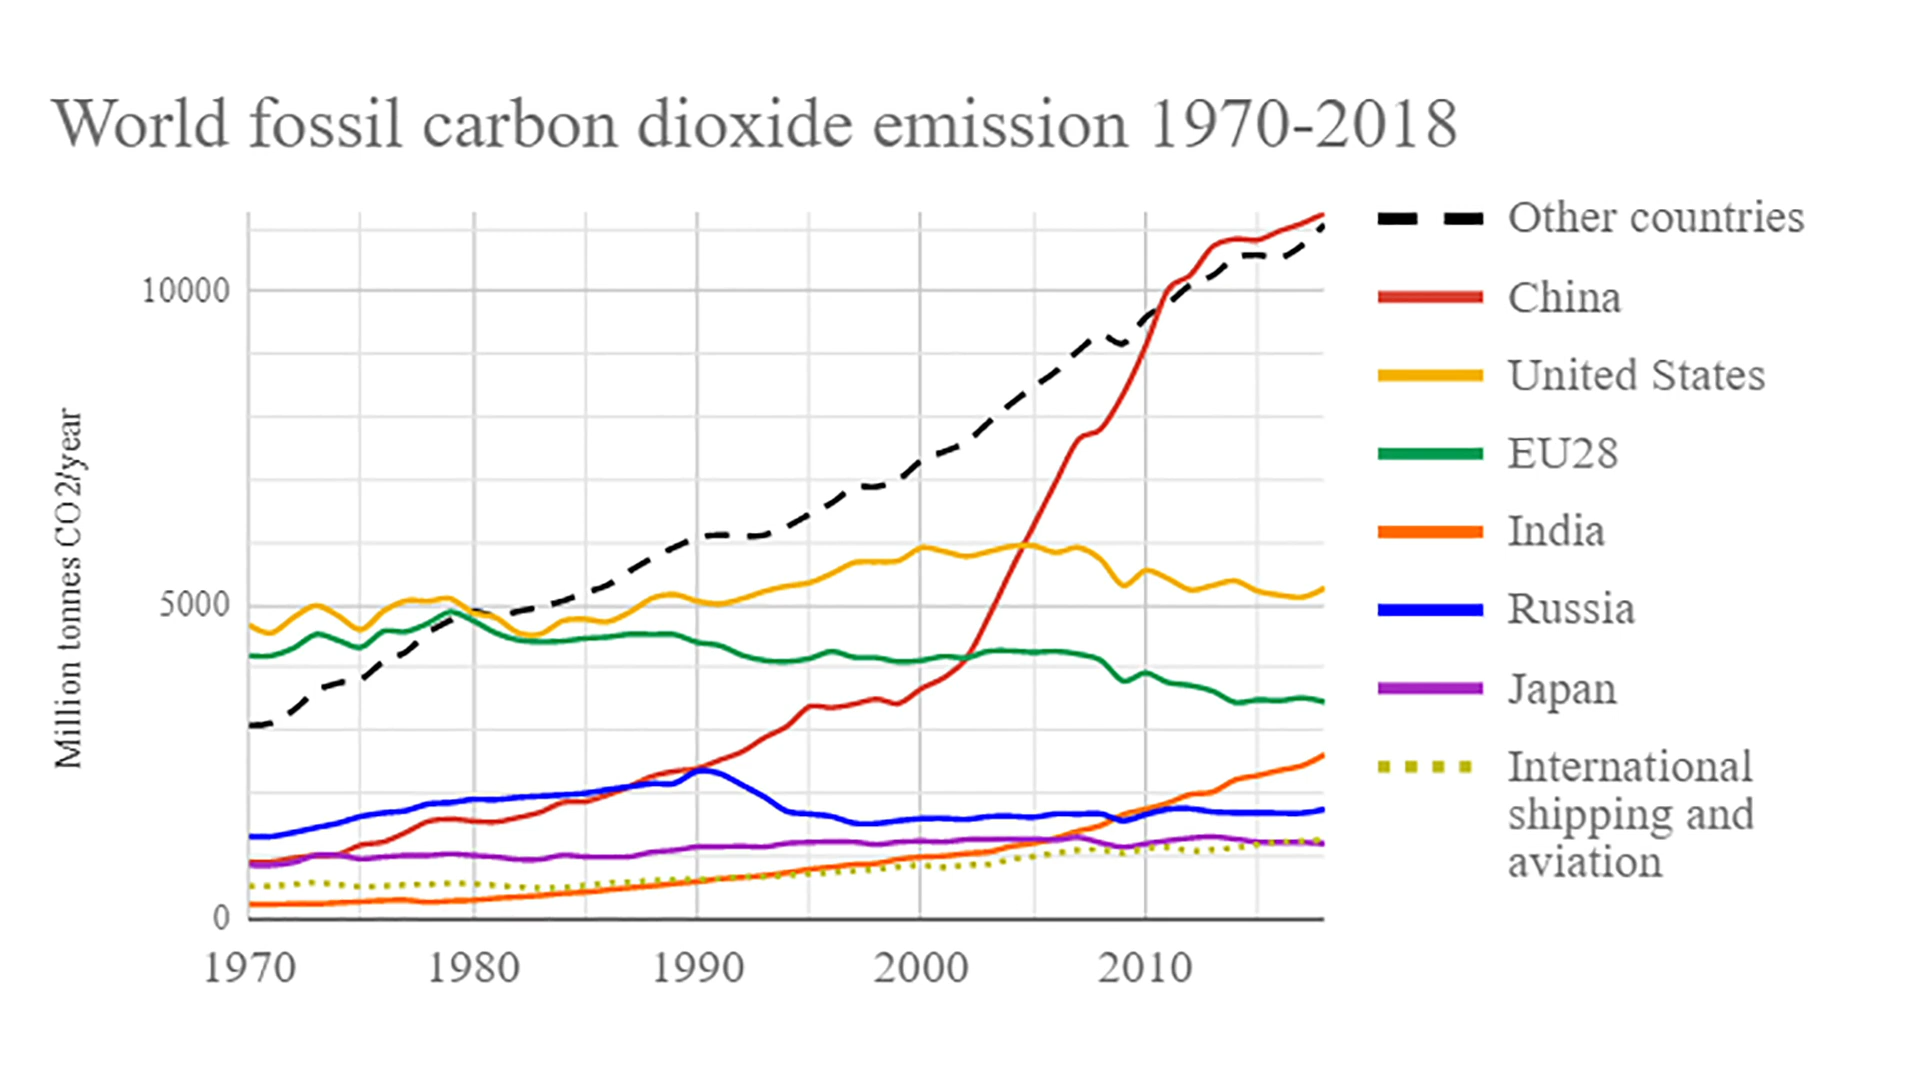 World fossil carbon dioxide emission 1970-2018
Million tonnes CO2/year
10000
5000
0
1970 1980 1990 2000 2010
Other countries
China
United States
EU28
India
Russia
Japan
International
shipping and
aviation